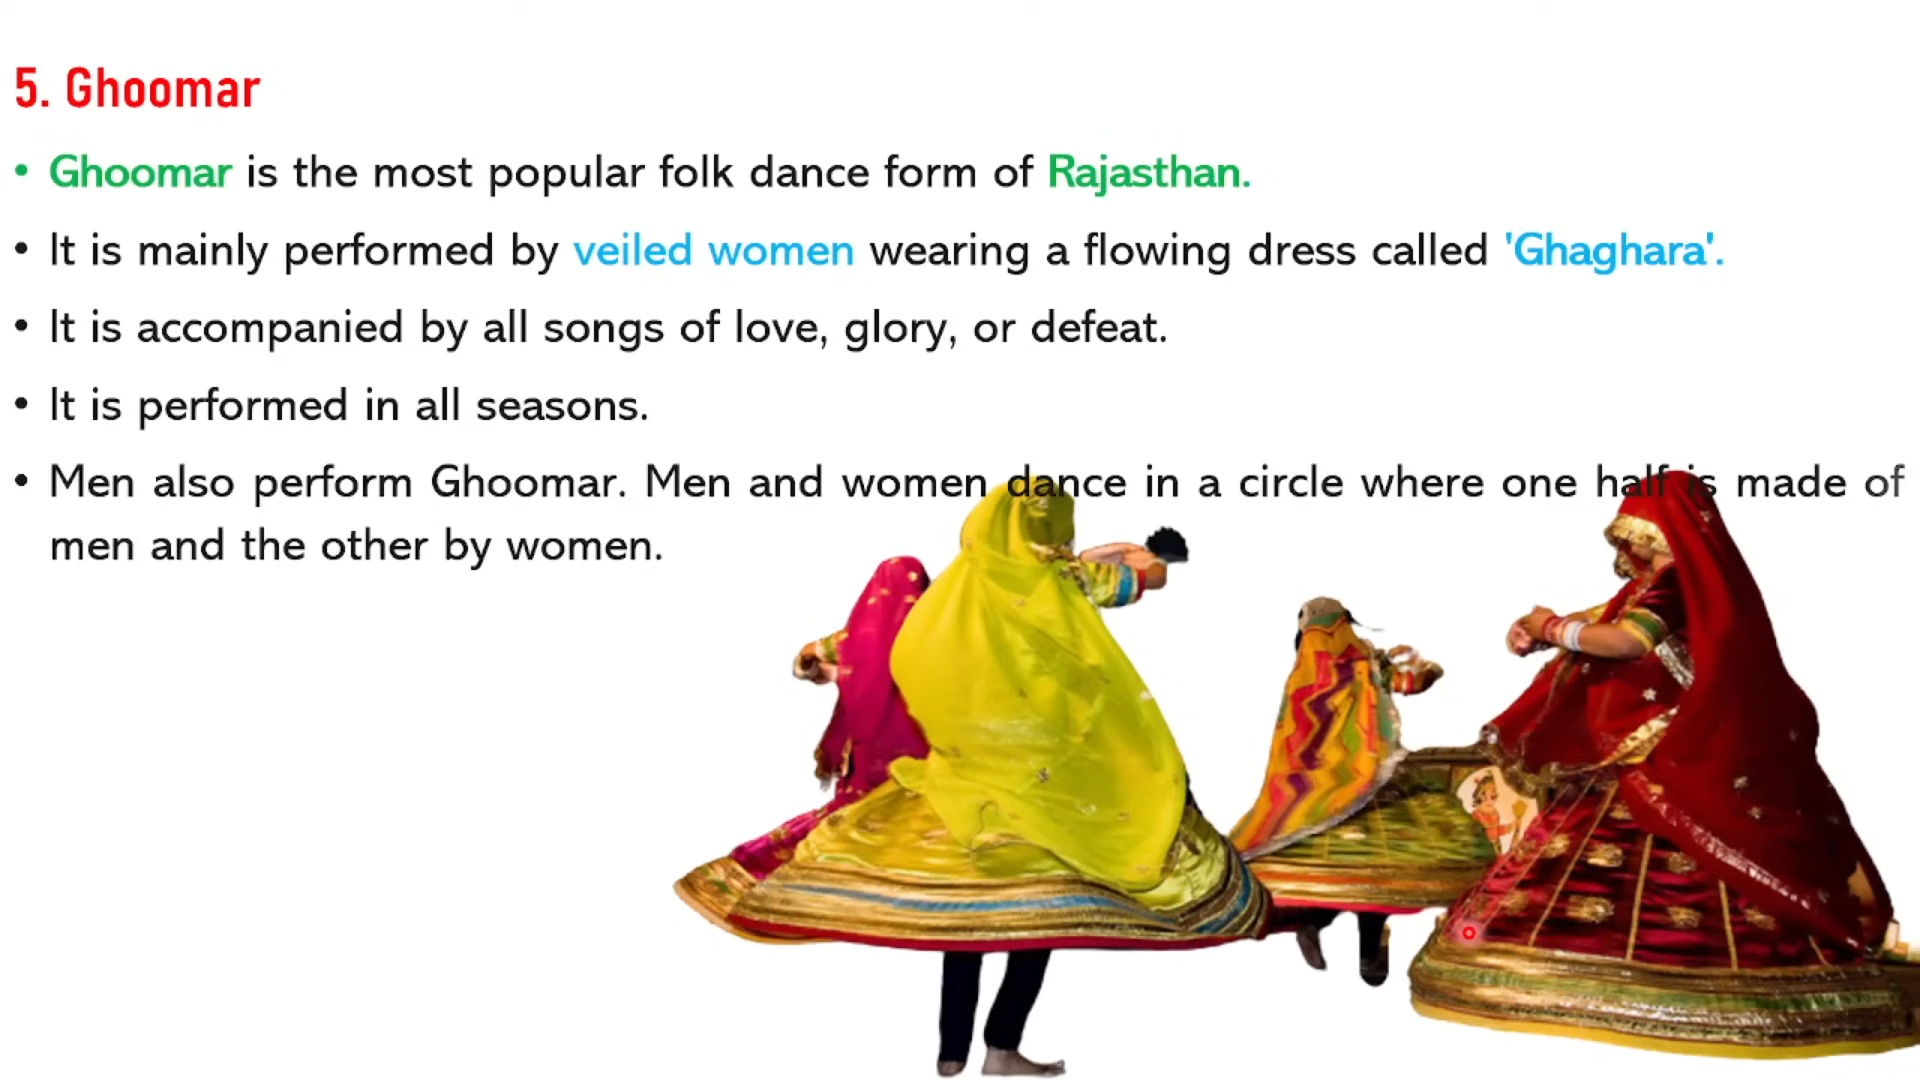 5. Ghoomar
• Ghoomar is the most popular folk dance form of Rajasthan.
• It is mainly performed by veiled women wearing a flowing dress called 'Ghaghara'.
• It is accompanied by all songs of love, glory, or defeat.
• It is performed in all seasons.
• Men also perform Ghoomar. Men and women dance in a circle where one half is made of
men and the other by women.